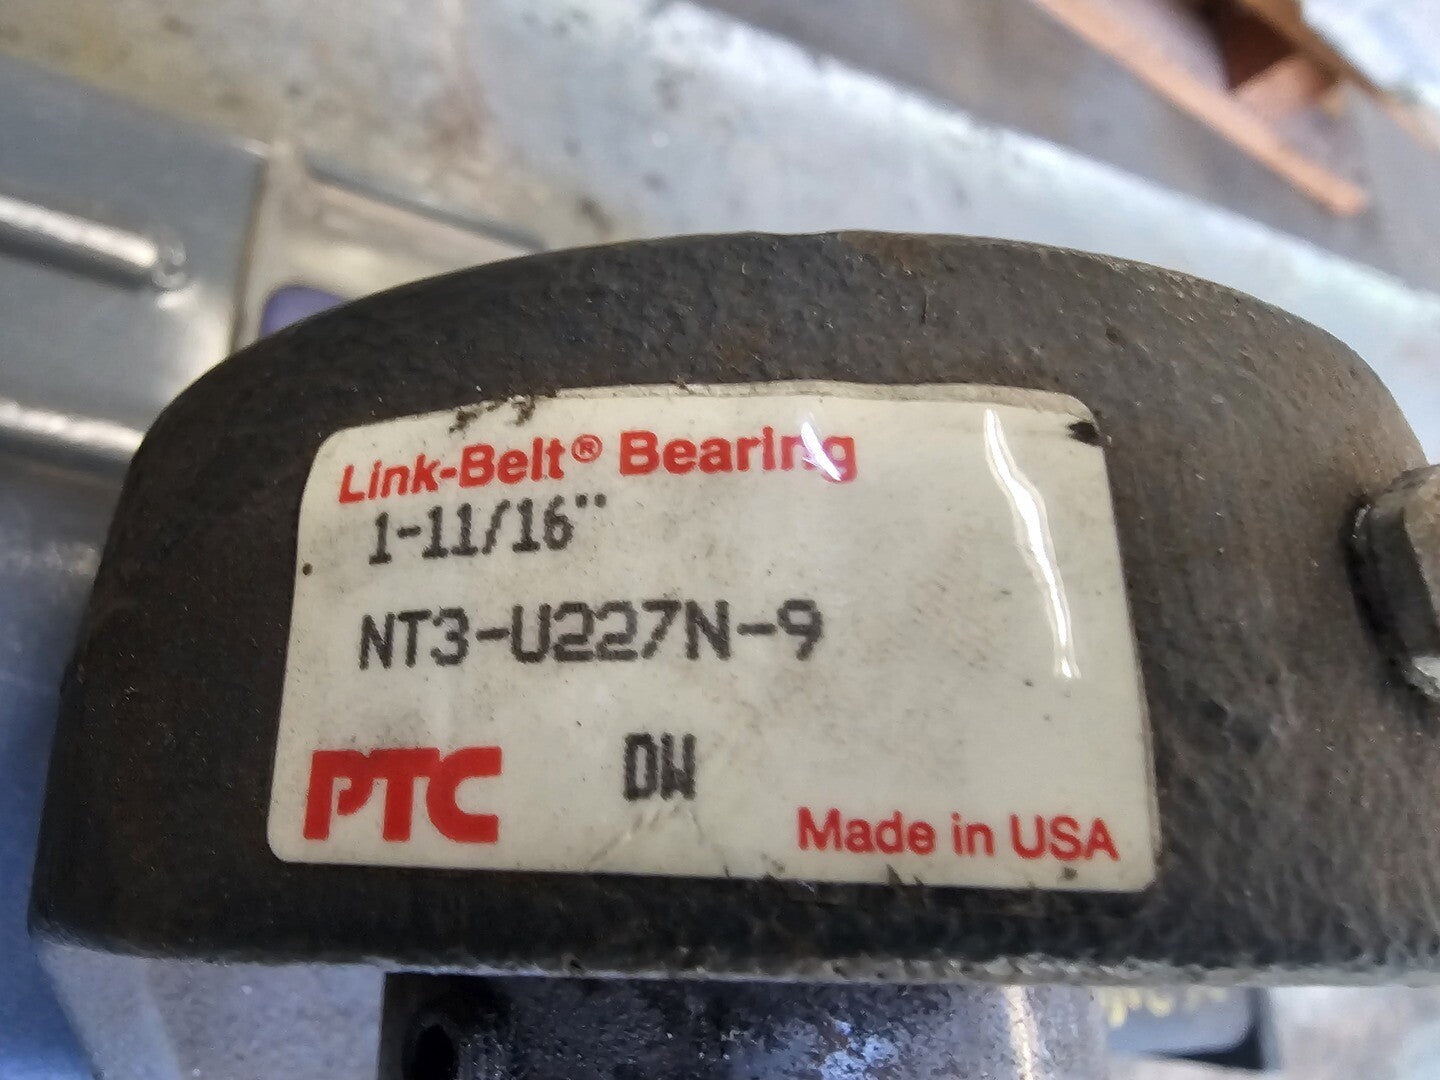 Link-Belt® Bearing
1-11/16"
NT3-U227N-9
PTC DW
Made in USA